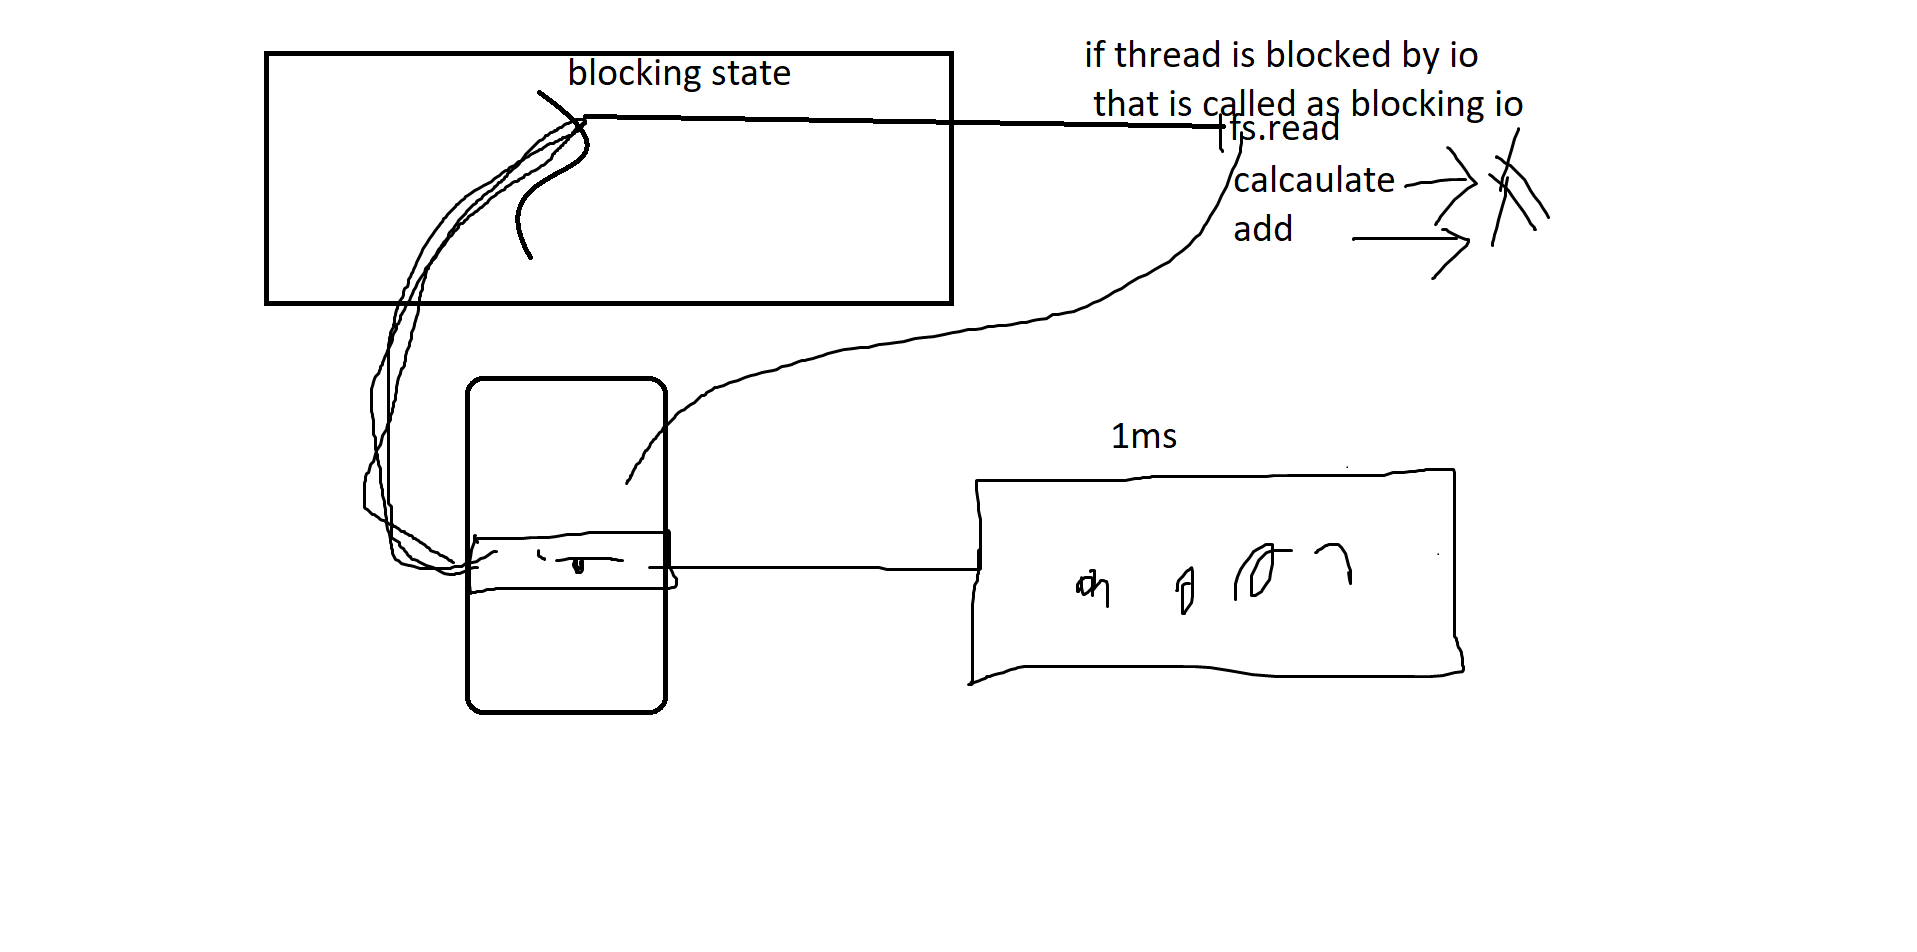 blocking state
if thread is blocked by io
that is called as blocking io
fs.read
calcaulate
add
1ms